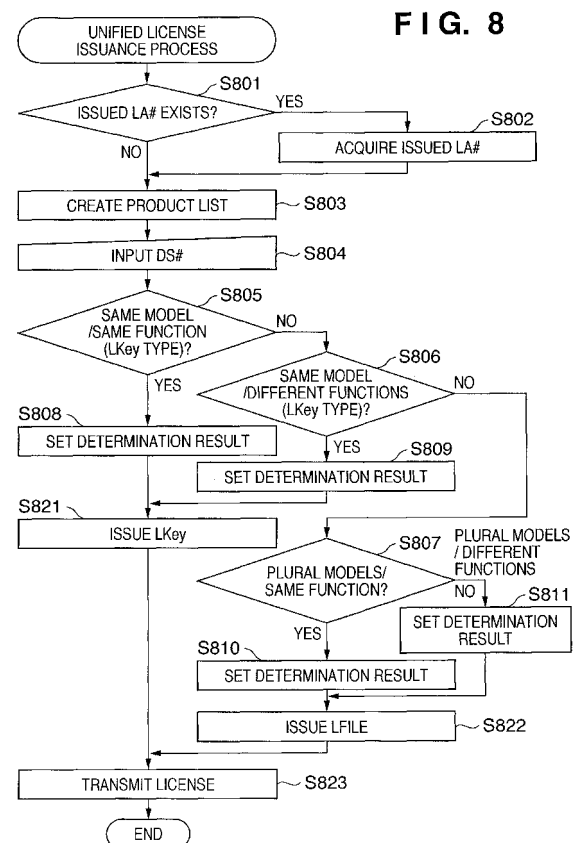 FIG. 8
UNIFIED LICENSE
ISSUANCE PROCESS
S801
ISSUED LA# EXISTS?
YES
S802
NO
ACQUIRE ISSUED LA#
CREATE PRODUCT LIST
S803
INPUT DS#
S804
S805
SAME MODEL
/SAME FUNCTION
(LKey TYPE)?
NO
S806
YES
SAME MODEL
/DIFFERENT FUNCTIONS
(LKey TYPE)?
NO
S808
SET DETERMINATION RESULT
YES
S809
SET DETERMINATION RESULT
S821
ISSUE LKey
S807
PLURAL MODELS
/ DIFFERENT
FUNCTIONS
PLURAL MODELS/
SAME FUNCTION?
NO
S811
YES
SET DETERMINATION
RESULT
S810
SET DETERMINATION RESULT
ISSUE LFILE
S822
TRANSMIT LICENSE
S823
END